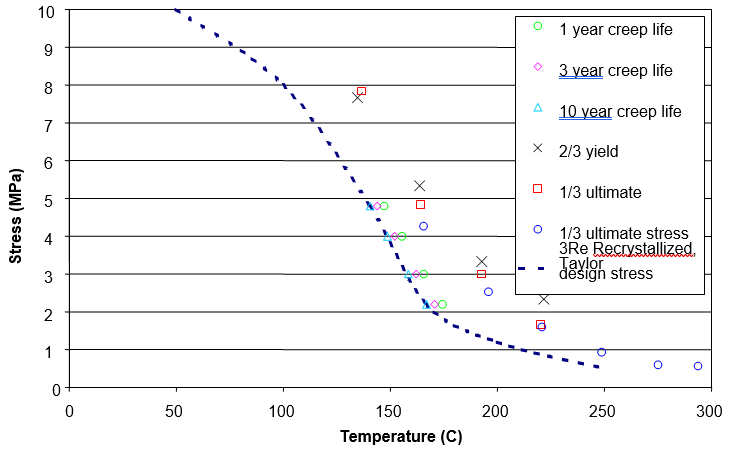 10
9
8
7
6
5
4
3
2
1
0
Stress (MPa)
0
50
100
150
200
250
300
Temperature (C)
1 year creep life
3 year creep life
10 year creep life
2/3 yield
1/3 ultimate
1/3 ultimate stress
3Re Recrystallized,
Taylor
design stress